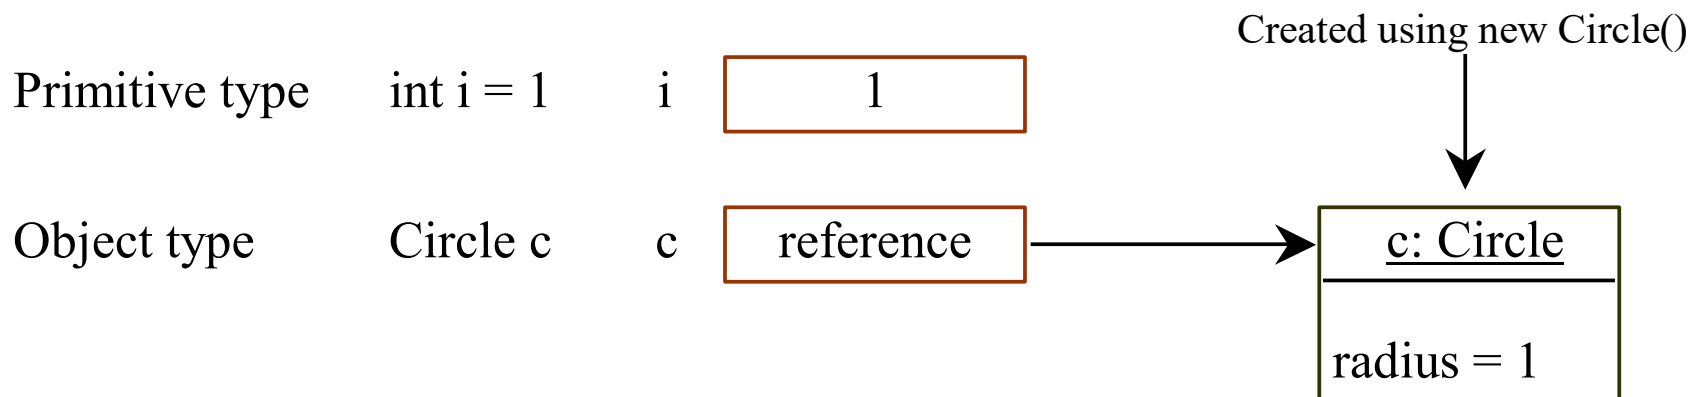 Created using new Circle()
Primitive type int i = 1 i 1
Object type Circle c c reference c: Circle
radius = 1